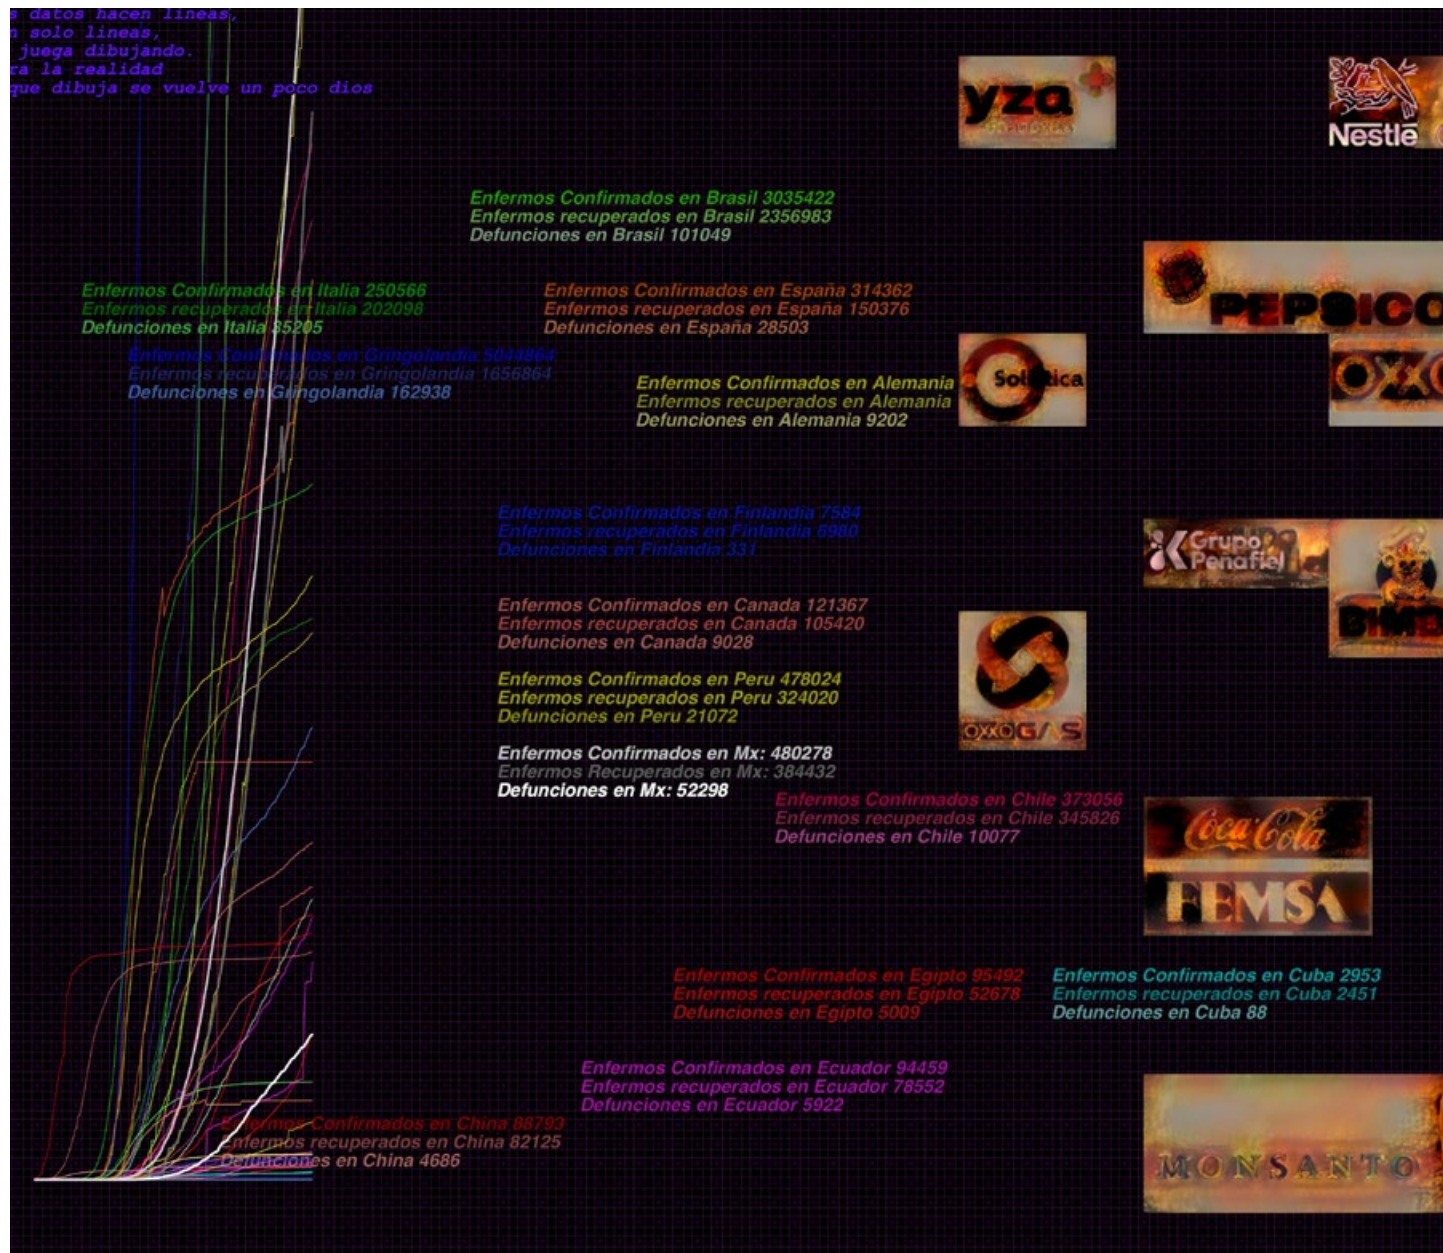 s datos hacen lineas,
n solo lineas,
juega dibujando.
ra la realidad
que dibuja se vuelve un poco dios
yza
Nestlé
Enfermos Confirmados en Brasil 3035422
Enfermos recuperados en Brasil 2356983
Defunciones en Brasil 101049
PEPSICO
Enfermos Confirmados en Italia 250566
Enfermos recuperados en Italia 202098
Defunciones en Italia 35205
Enfermos Confirmados en España 314362
Enfermos recuperados en España 150376
Defunciones en España 28503
Enfermos Confirmados en Gringolandia 5044864
Enfermos recuperados en Gringolandia 1656864
Defunciones en Gringolandia 162938
Enfermos Confirmados en Alemania
Enfermos recuperados en Alemania
Defunciones en Alemania 9202
OXXO
Enfermos Confirmados en Finlandia 7584
Enfermos recuperados en Finlandia 6980
Defunciones en Finlandia 331
Grupo
Peñafiel
BIMB
Enfermos Confirmados en Canada 121367
Enfermos recuperados en Canada 105420
Defunciones en Canada 9028
Enfermos Confirmados en Peru 478024
Enfermos recuperados en Peru 324020
Defunciones en Peru 21072
OXXO GAS
Enfermos Confirmados en Mx: 480278
Enfermos Recuperados en Mx: 384432
Defunciones en Mx: 52298
Enfermos Confirmados en Chile 373056
Enfermos recuperados en Chile 345826
Defunciones en Chile 10077
Coca-Cola
FEMSA
Enfermos Confirmados en Egipto 95492
Enfermos recuperados en Egipto 52678
Defunciones en Egipto 5009
Enfermos Confirmados en Cuba 2953
Enfermos recuperados en Cuba 2451
Defunciones en Cuba 88
Enfermos Confirmados en Ecuador 94459
Enfermos recuperados en Ecuador 78552
Defunciones en Ecuador 5922
Enfermos Confirmados en China 88793
Enfermos recuperados en China 82125
Defunciones en China 4686
MONSANTO